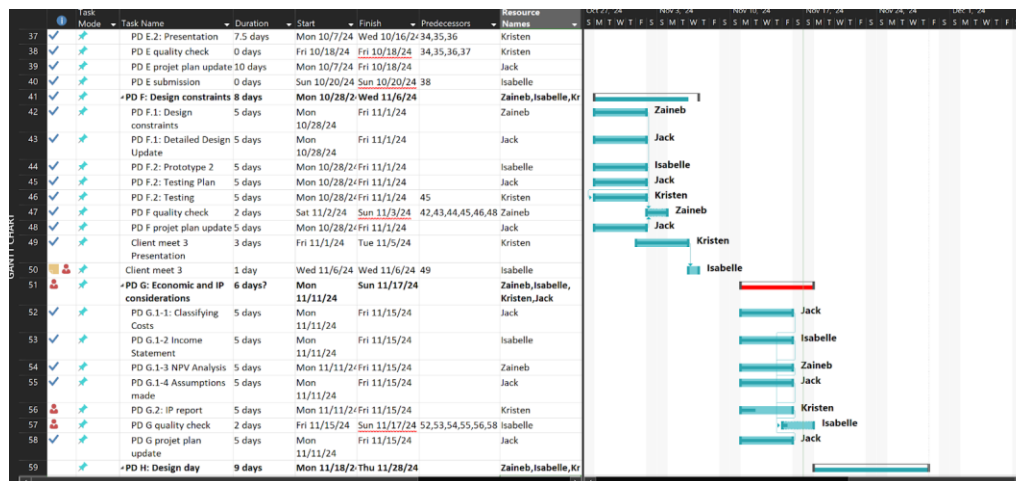 Task Mode Task Name Duration Start Finish Predecessors Resource Names Oct 27, '24 Nov 3, '24 Nov 10, '24 Nov 17, '24 Nov 24, '24 Dec 1, '24
S M T W T F S S M T W T F S S M T W T F S S M T W T F S S M T W T F S S M T W T F
37 PD E.2: Presentation 7.5 days Mon 10/7/24 Wed 10/16/24 34,35,36 Kristen
38 PD E quality check 0 days Fri 10/18/24 Fri 10/18/24 34,35,36,37 Kristen
39 PD E projet plan update 10 days Mon 10/7/24 Fri 10/18/24 Jack
40 PD E submission 0 days Sun 10/20/24 Sun 10/20/24 38 Isabelle
41 PD F: Design constraints 8 days Mon 10/28/2 Wed 11/6/24 Zaineb,Isabelle,Kr
42 PD F.1: Design constraints 5 days Mon 10/28/24 Fri 11/1/24 Zaineb Zaineb
43 PD F.1: Detailed Design Update 5 days Mon 10/28/24 Fri 11/1/24 Jack Jack
44 PD F.2: Prototype 2 5 days Mon 10/28/24 Fri 11/1/24 Isabelle Isabelle
45 PD F.2: Testing Plan 5 days Mon 10/28/24 Fri 11/1/24 Jack Jack
46 PD F.2: Testing 5 days Mon 10/28/24 Fri 11/1/24 45 Kristen Kristen
47 PD F quality check 2 days Sat 11/2/24 Sun 11/3/24 42,43,44,45,46,48 Zaineb Zaineb
48 PD F projet plan update 5 days Mon 10/28/24 Fri 11/1/24 Jack Jack
49 Client meet 3 Presentation 3 days Fri 11/1/24 Tue 11/5/24 Kristen Kristen
50 Client meet 3 1 day Wed 11/6/24 Wed 11/6/24 49 Isabelle Isabelle
51 PD G: Economic and IP considerations 6 days? Mon 11/11/24 Sun 11/17/24 Zaineb,Isabelle, Kristen,Jack
52 PD G.1-1: Classifying Costs 5 days Mon 11/11/24 Fri 11/15/24 Jack Jack
53 PD G.1-2 Income Statement 5 days Mon 11/11/24 Fri 11/15/24 Isabelle Isabelle
54 PD G.1-3 NPV Analysis 5 days Mon 11/11/24 Fri 11/15/24 Zaineb Zaineb
55 PD G.1-4 Assumptions made 5 days Mon 11/11/24 Fri 11/15/24 Jack Jack
56 PD G.2: IP report 5 days Mon 11/11/24 Fri 11/15/24 Kristen Kristen
57 PD G quality check 2 days Fri 11/15/24 Sun 11/17/24 52,53,54,55,56,58 Isabelle Isabelle
58 PD G projet plan update 5 days Mon 11/11/24 Fri 11/15/24 Jack Jack
59 PD H: Design day 9 days Mon 11/18/2 Thu 11/28/24 Zaineb,Isabelle,Kr
GANTT CHART